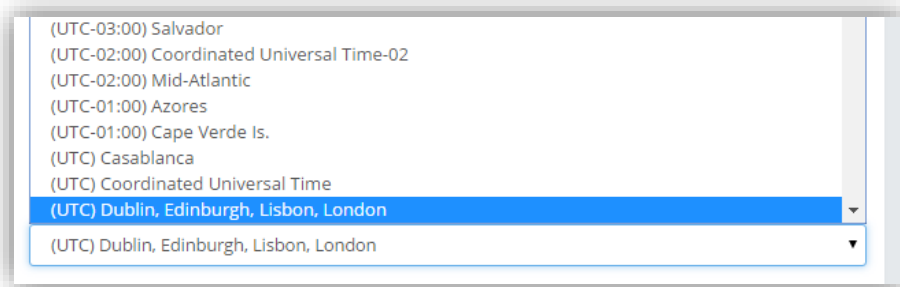 (UTC-03:00) Salvador
(UTC-02:00) Coordinated Universal Time-02
(UTC-02:00) Mid-Atlantic
(UTC-01:00) Azores
(UTC-01:00) Cape Verde Is.
(UTC) Casablanca
(UTC) Coordinated Universal Time
(UTC) Dublin, Edinburgh, Lisbon, London
(UTC) Dublin, Edinburgh, Lisbon, London